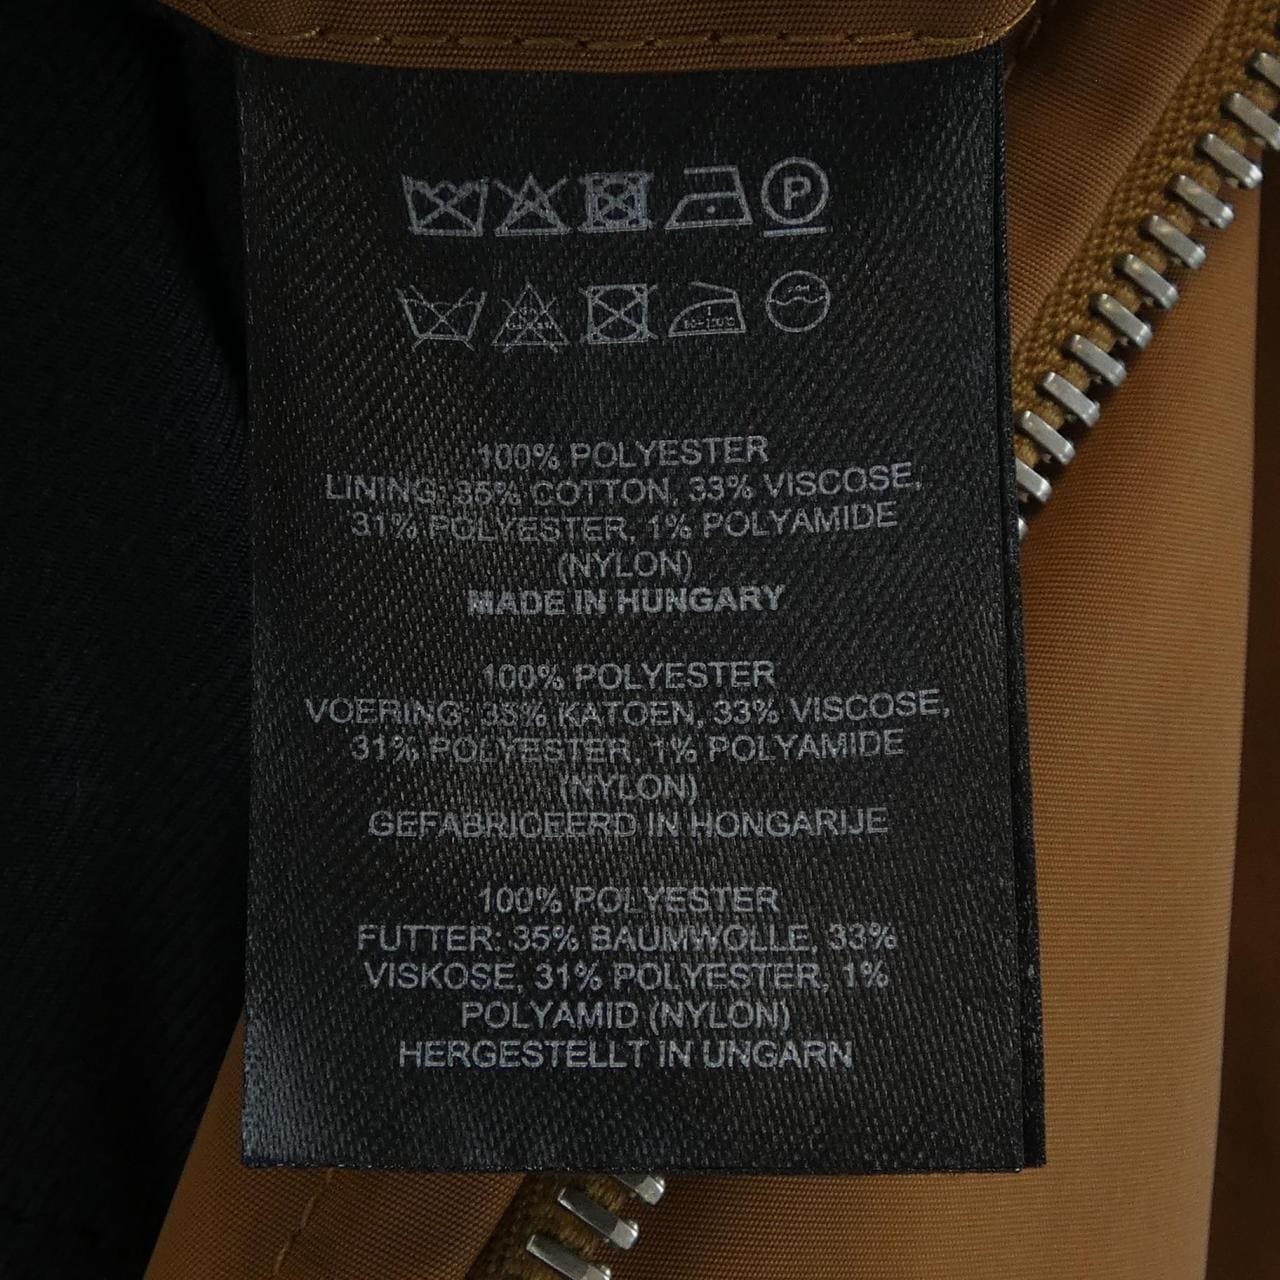 P
100% POLYESTER
LINING: 35% COTTON, 33% VISCOSE,
31% POLYESTER, 1% POLYAMIDE
(NYLON)
MADE IN HUNGARY
100% POLYESTER
VOERING: 35% KATOEN, 33% VISCOSE,
31% POLYESTER, 1% POLYAMIDE
(NYLON)
GEFABRICEERD IN HONGARIJE
100% POLYESTER
FUTTER: 35% BAUMWOLLE, 33%
VISKOSE, 31% POLYESTER, 1%
POLYAMID (NYLON)
HERGESTELLT IN UNGARN